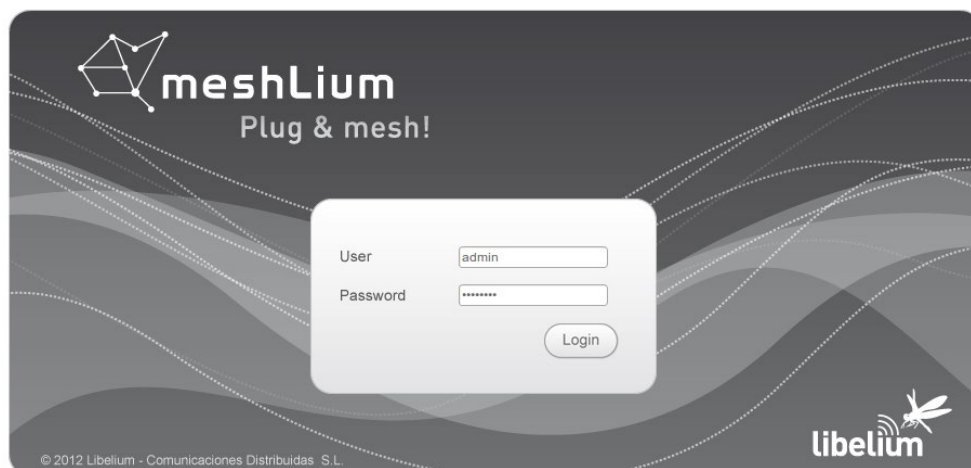 meshlium
Plug & mesh!
User admin
Password ••••••••
Login
libelium
© 2012 Libelium - Comunicaciones Distribuidas S.L.